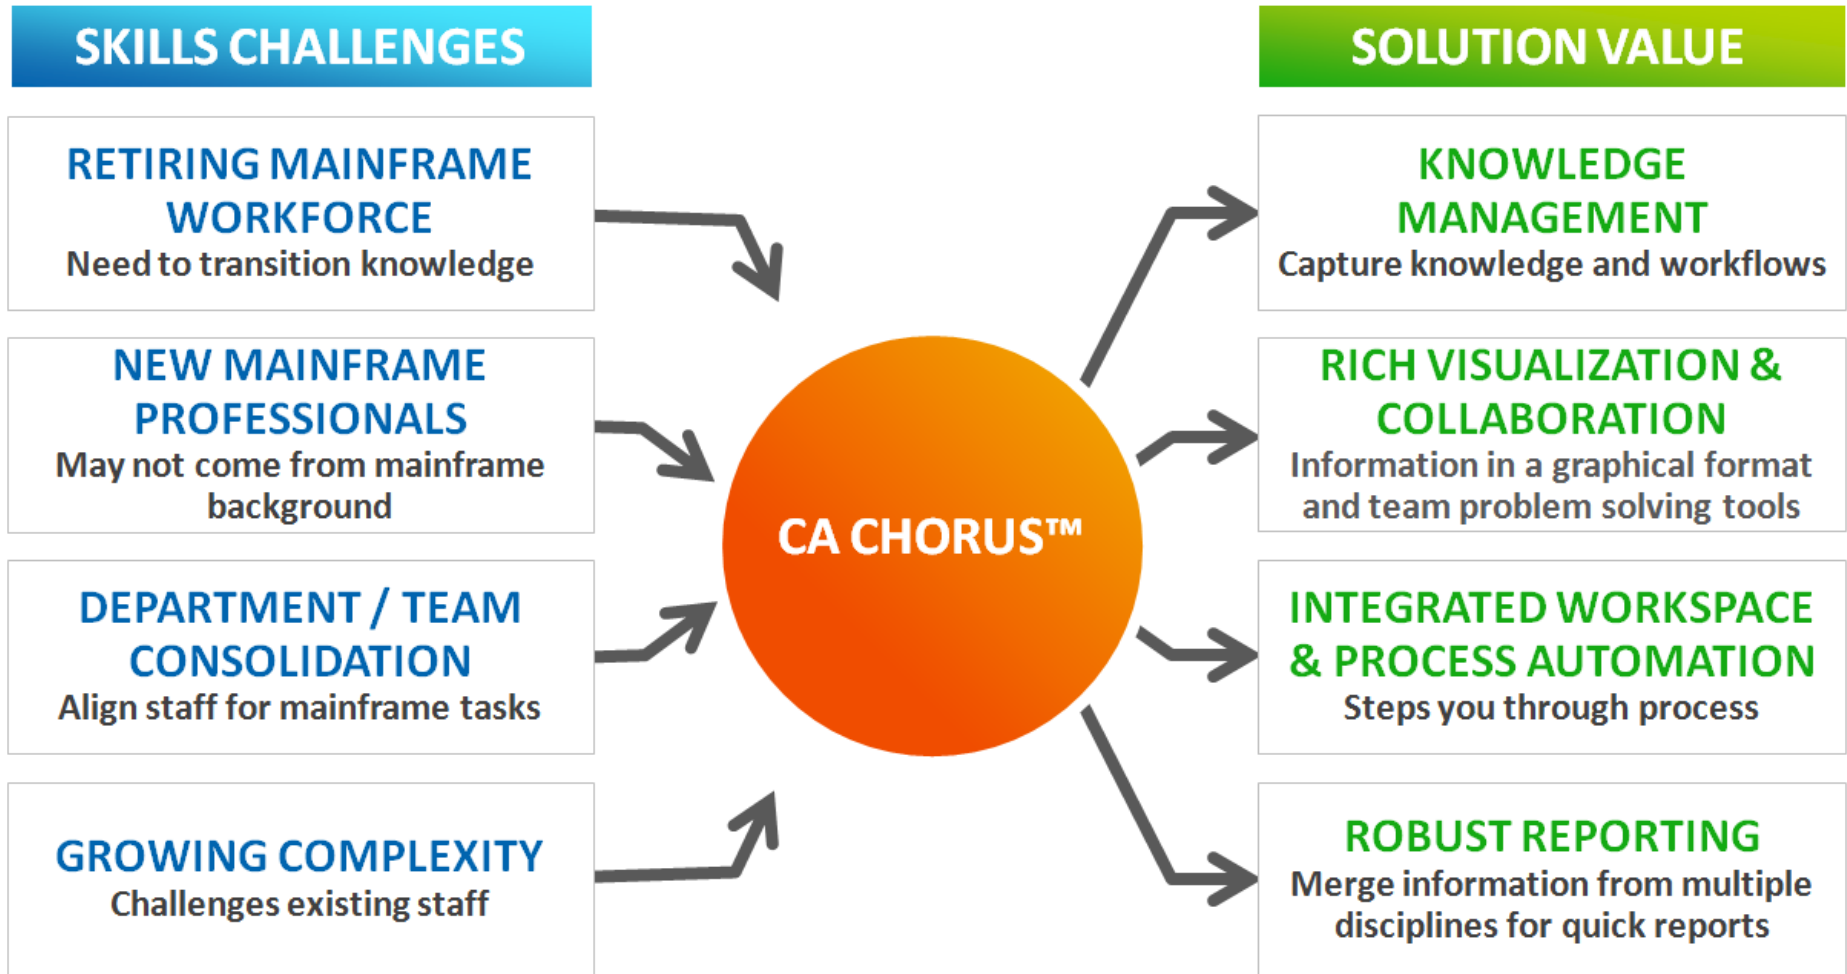 SKILLS CHALLENGES
RETIRING MAINFRAME
WORKFORCE
Need to transition knowledge
NEW MAINFRAME
PROFESSIONALS
May not come from mainframe
background
DEPARTMENT / TEAM
CONSOLIDATION
Align staff for mainframe tasks
GROWING COMPLEXITY
Challenges existing staff
CA CHORUS™
SOLUTION VALUE
KNOWLEDGE
MANAGEMENT
Capture knowledge and workflows
RICH VISUALIZATION &
COLLABORATION
Information in a graphical format
and team problem solving tools
INTEGRATED WORKSPACE
& PROCESS AUTOMATION
Steps you through process
ROBUST REPORTING
Merge information from multiple
disciplines for quick reports